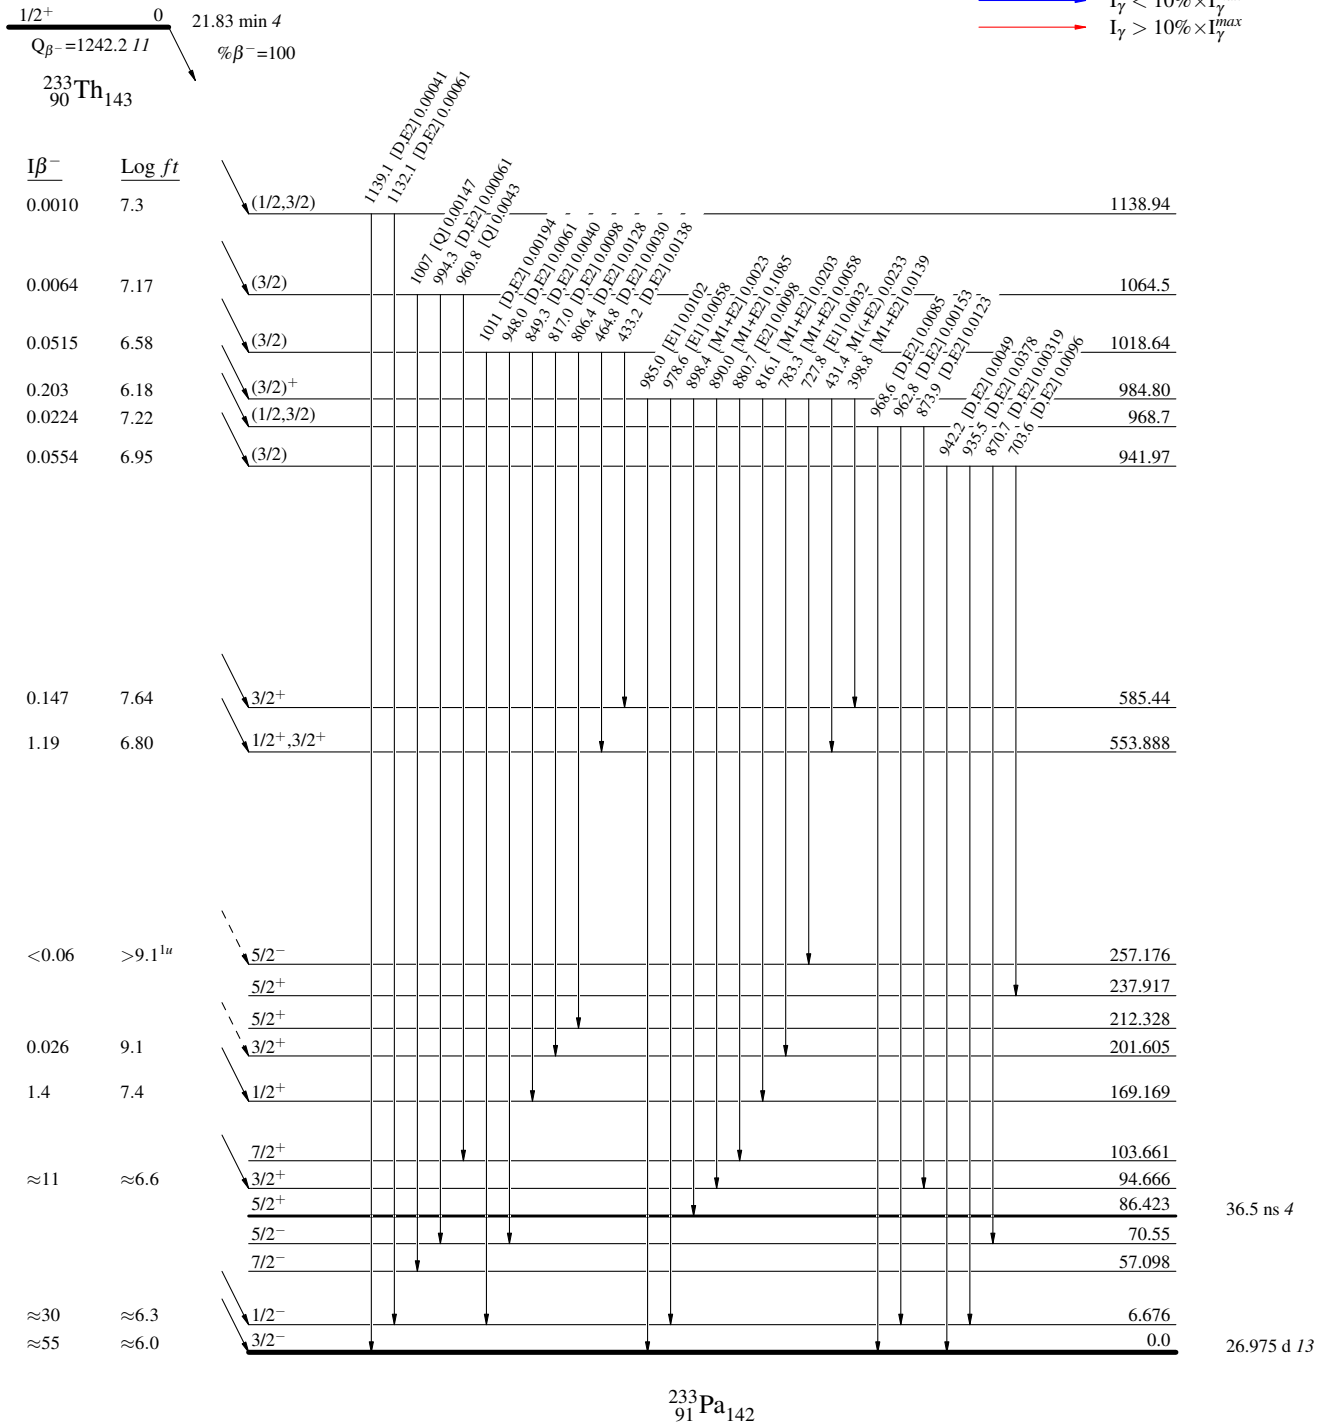 1/2⁺ 0 21.83 min 4
I_γ < 10%×I_γ
I_γ > 10%×I_γ^max
Q_β⁻=1242.2 11
%β⁻=100
²³³₉₀Th₁₄₃
Iβ⁻ Log ft
1139.1 [D,E2] 0.00041
1132.1 [D,E2] 0.00061
1007 [Q] 0.00147
994.3 [D,E2] 0.00061
960.8 [Q] 0.0043
1011 [D,E2] 0.00194
948.0 [D,E2] 0.0061
849.3 [D,E2] 0.0040
817.0 [D,E2] 0.0098
806.4 [D,E2] 0.0128
464.8 [D,E2] 0.0030
433.2 [D,E2] 0.0138
985.0 [E1] 0.0102
978.6 [E1] 0.0058
898.4 [M1+E2] 0.0023
890.0 [M1+E2] 0.1085
880.7 [E2] 0.0098
816.1 [M1+E2] 0.0203
783.3 [M1+E2] 0.0058
727.8 [E1] 0.0032
431.4 M1(+E2) 0.0233
398.8 [M1+E2] 0.0139
968.6 [D,E2] 0.0085
962.8 [D,E2] 0.00153
873.9 [D,E2] 0.0123
942.2 [D,E2] 0.0049
935.5 [D,E2] 0.0378
870.7 [D,E2] 0.00319
703.6 [D,E2] 0.0096
0.0010 7.3 (1/2,3/2) 1138.94
0.0064 7.17 (3/2) 1064.5
0.0515 6.58 (3/2) 1018.64
0.203 6.18 (3/2)⁺ 984.80
0.0224 7.22 (1/2,3/2) 968.7
0.0554 6.95 (3/2) 941.97
0.147 7.64 3/2⁺ 585.44
1.19 6.80 1/2⁺,3/2⁺ 553.888
<0.06 >9.1¹ᵘ 5/2⁻ 257.176
5/2⁺ 237.917
5/2⁺ 212.328
0.026 9.1 3/2⁺ 201.605
1.4 7.4 1/2⁺ 169.169
7/2⁺ 103.661
≈11 ≈6.6 3/2⁺ 94.666
5/2⁺ 86.423 36.5 ns 4
5/2⁻ 70.55
7/2⁻ 57.098
≈30 ≈6.3 1/2⁻ 6.676
≈55 ≈6.0 3/2⁻ 0.0 26.975 d 13
²³³₉₁Pa₁₄₂